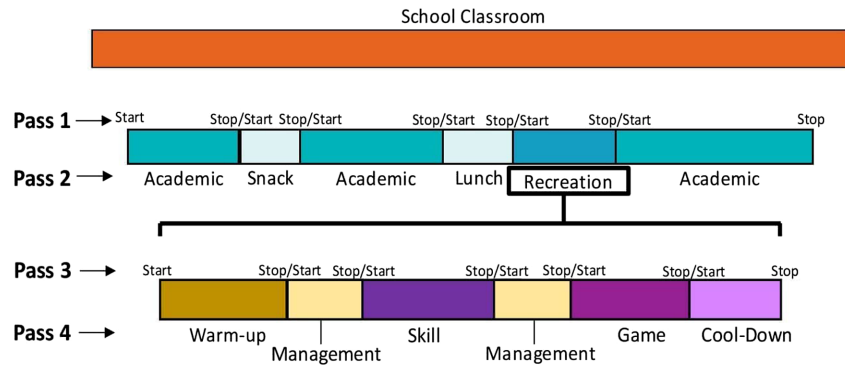 School Classroom
Pass 1 Start Stop/Start Stop/Start Stop/Start Stop/Start Stop/Start Stop
Pass 2 Academic Snack Academic Lunch Recreation Academic
Pass 3 Start Stop/Start Stop/Start Stop/Start Stop/Start Stop/Start Stop
Pass 4 Warm-up Skill Game Cool-Down
Management Management